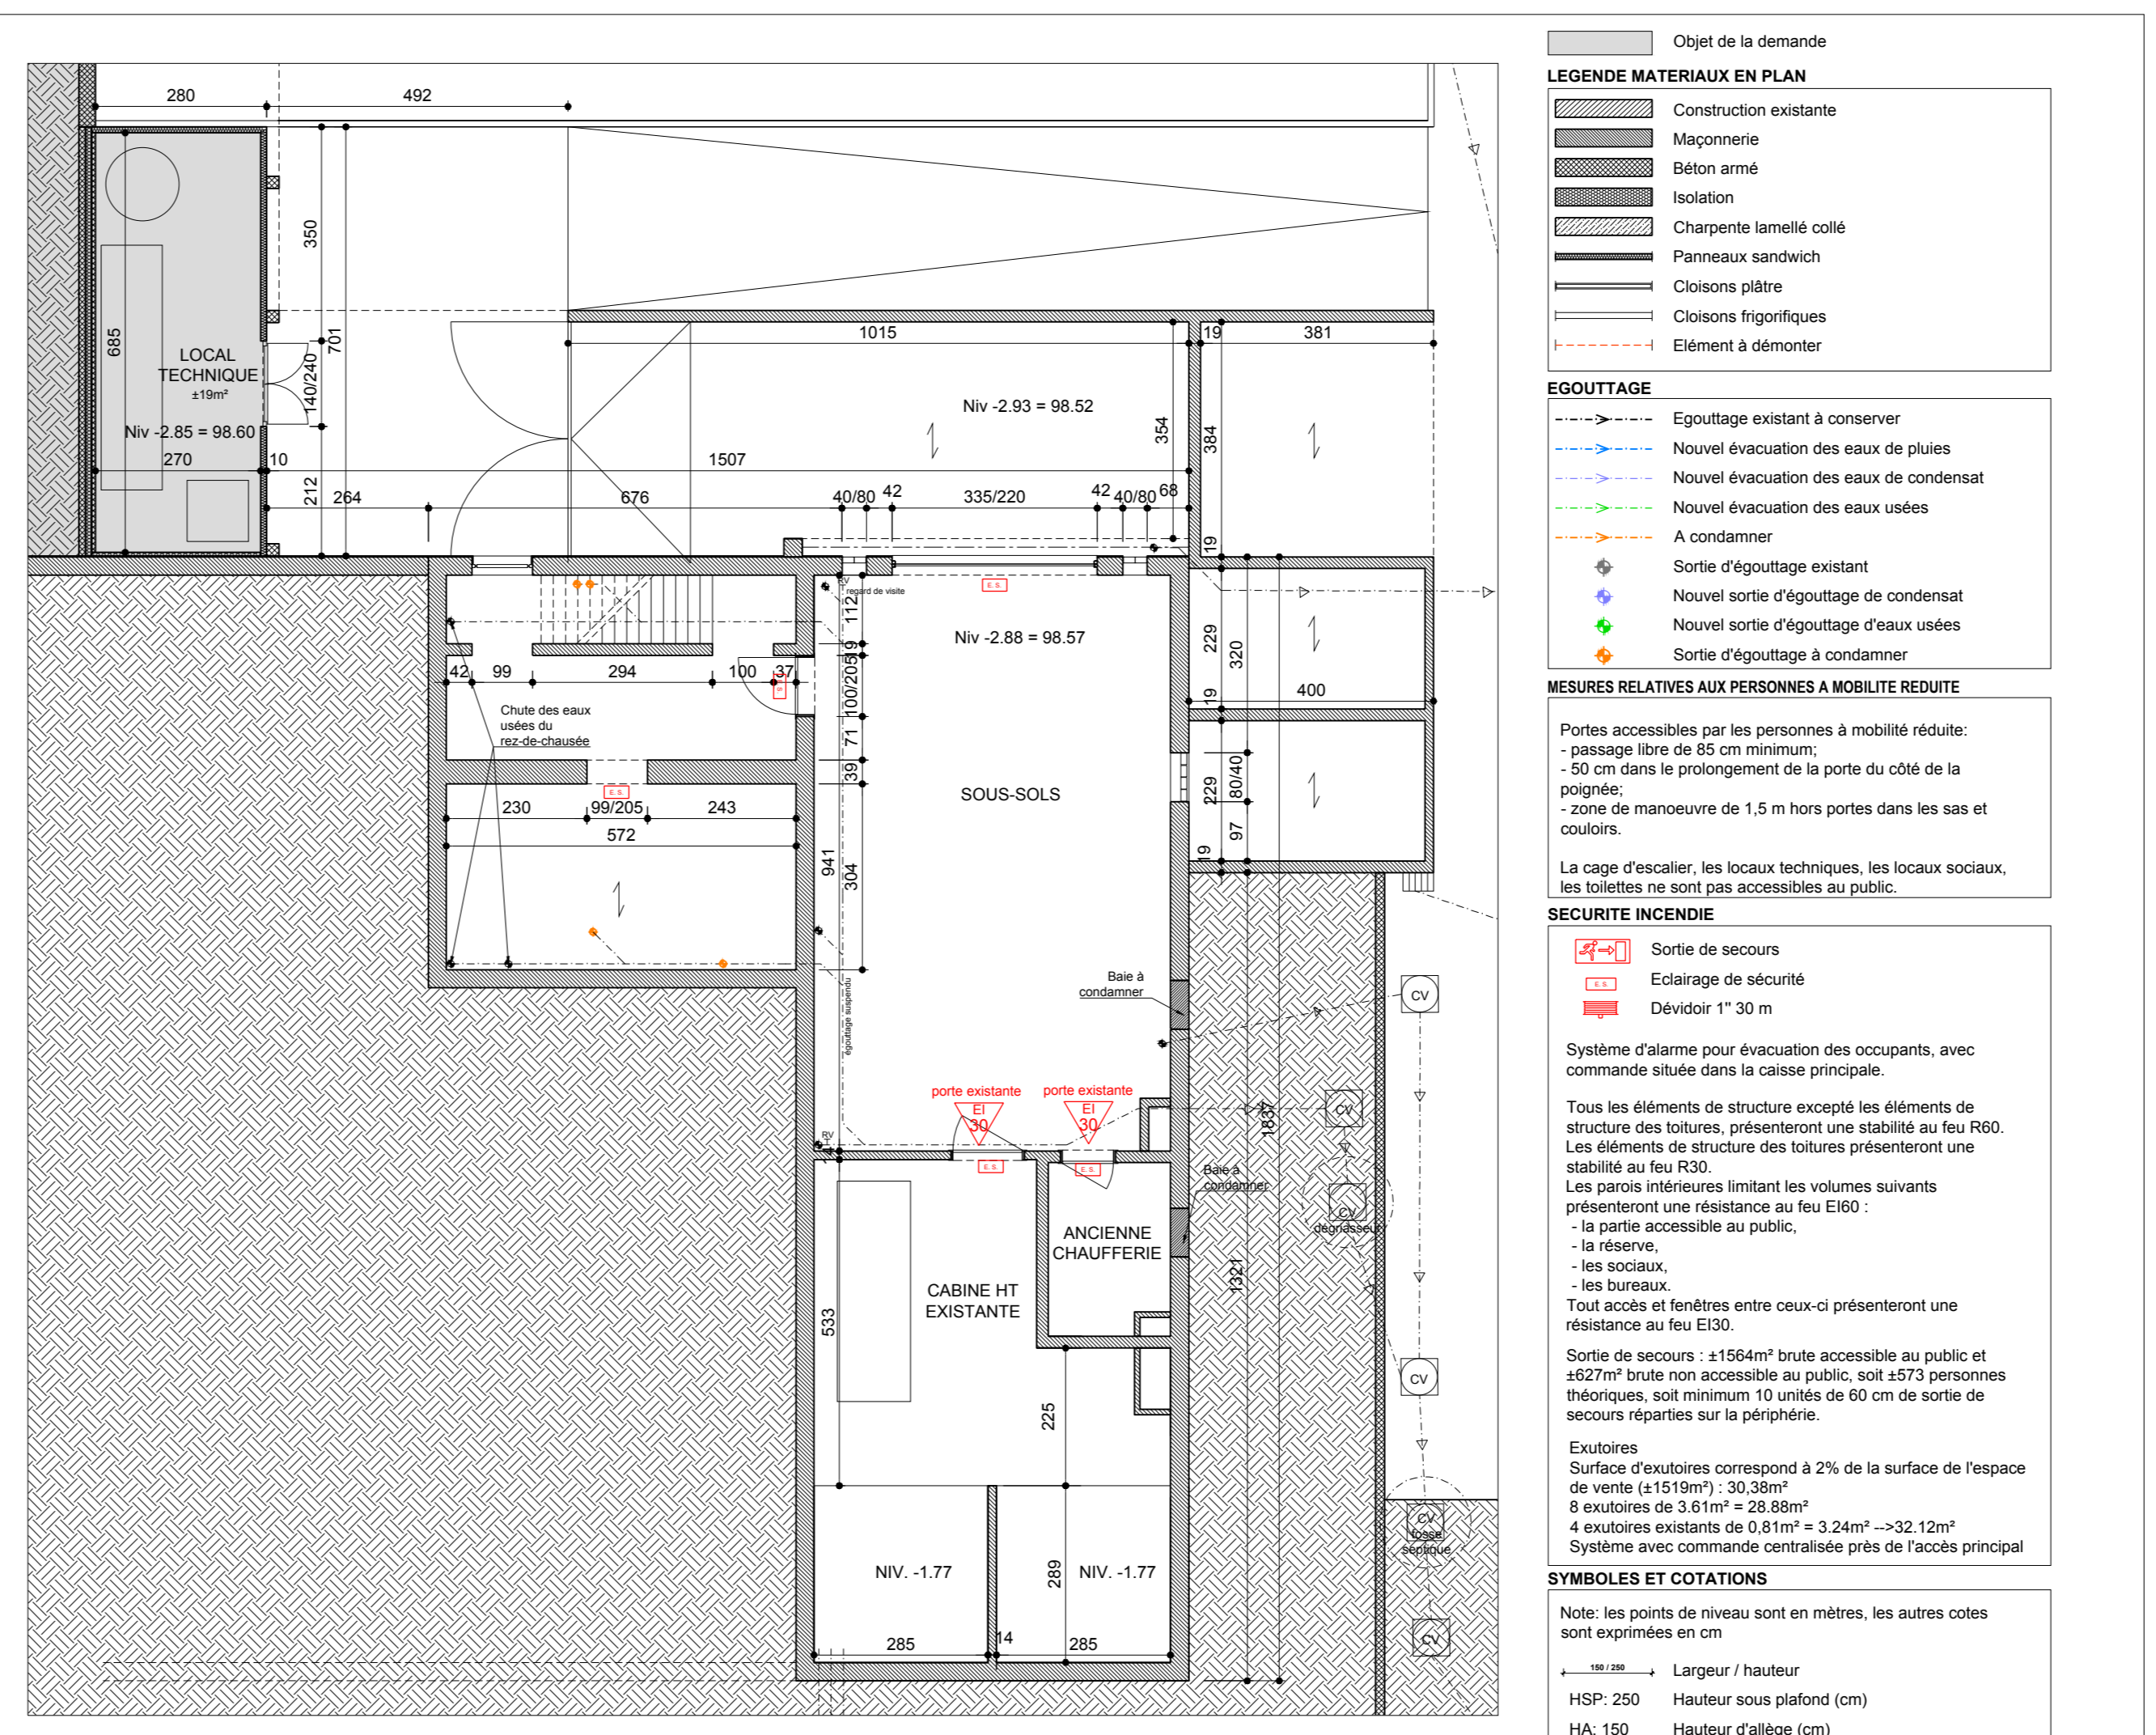 280
492
350
701
685
LOCAL
TECHNIQUE
±19m²
140/240
Niv -2.85 = 98.60
270
10
212
264
676
1507
1015
19
381
Niv -2.93 = 98.52
354
384
40/80
42
335/220
42
40/80
68
19
RV
regard de visite
E. S.
112
19
Niv -2.88 = 98.57
229
320
42
99
294
100
37
E. S.
100/205
19
400
Chute des eaux
usées du
rez-de-chausée
71
39
E. S.
230
99/205
243
572
SOUS-SOLS
229
80/40
97
19
941
304
égouttage suspendu
Baie à
condamner
CV
porte existante
porte existante
EI
30
EI
30
CV
1837
RV
14
E. S.
E. S.
Baie à
condamner
CV
dégriasseur
ANCIENNE
CHAUFFERIE
CABINE HT
EXISTANTE
533
1321
CV
225
CV
fosse
septique
NIV. -1.77
289
NIV. -1.77
285
14
285
CV
Objet de la demande
LEGENDE MATERIAUX EN PLAN
Construction existante
Maçonnerie
Béton armé
Isolation
Charpente lamellé collé
Panneaux sandwich
Cloisons plâtre
Cloisons frigorifiques
Elément à démonter
EGOUTTAGE
Egouttage existant à conserver
Nouvel évacuation des eaux de pluies
Nouvel évacuation des eaux de condensat
Nouvel évacuation des eaux usées
A condamner
Sortie d'égouttage existant
Nouvel sortie d'égouttage de condensat
Nouvel sortie d'égouttage d'eaux usées
Sortie d'égouttage à condamner
MESURES RELATIVES AUX PERSONNES A MOBILITE REDUITE
Portes accessibles par les personnes à mobilité réduite:
- passage libre de 85 cm minimum;
- 50 cm dans le prolongement de la porte du côté de la
poignée;
- zone de manoeuvre de 1,5 m hors portes dans les sas et
couloirs.
La cage d'escalier, les locaux techniques, les locaux sociaux,
les toilettes ne sont pas accessibles au public.
SECURITE INCENDIE
Sortie de secours
E. S.
Eclairage de sécurité
Dévidoir 1" 30 m
Système d'alarme pour évacuation des occupants, avec
commande située dans la caisse principale.
Tous les éléments de structure excepté les éléments de
structure des toitures, présenteront une stabilité au feu R60.
Les éléments de structure des toitures présenteront une
stabilité au feu R30.
Les parois intérieures limitant les volumes suivants
présenteront une résistance au feu EI60 :
- la partie accessible au public,
- la réserve,
- les sociaux,
- les bureaux.
Tout accès et fenêtres entre ceux-ci présenteront une
résistance au feu EI30.
Sortie de secours : ±1564m² brute accessible au public et
±627m² brute non accessible au public, soit ±573 personnes
théoriques, soit minimum 10 unités de 60 cm de sortie de
secours réparties sur la périphérie.
Exutoires
Surface d'exutoires correspond à 2% de la surface de l'espace
de vente (±1519m²) : 30,38m²
8 exutoires de 3.61m² = 28.88m²
4 exutoires existants de 0,81m² = 3.24m² -->32.12m²
Système avec commande centralisée près de l'accès principal
SYMBOLES ET COTATIONS
Note: les points de niveau sont en mètres, les autres cotes
sont exprimées en cm
150 / 250
Largeur / hauteur
HSP: 250
Hauteur sous plafond (cm)
HA: 150
Hauteur d'allège (cm)